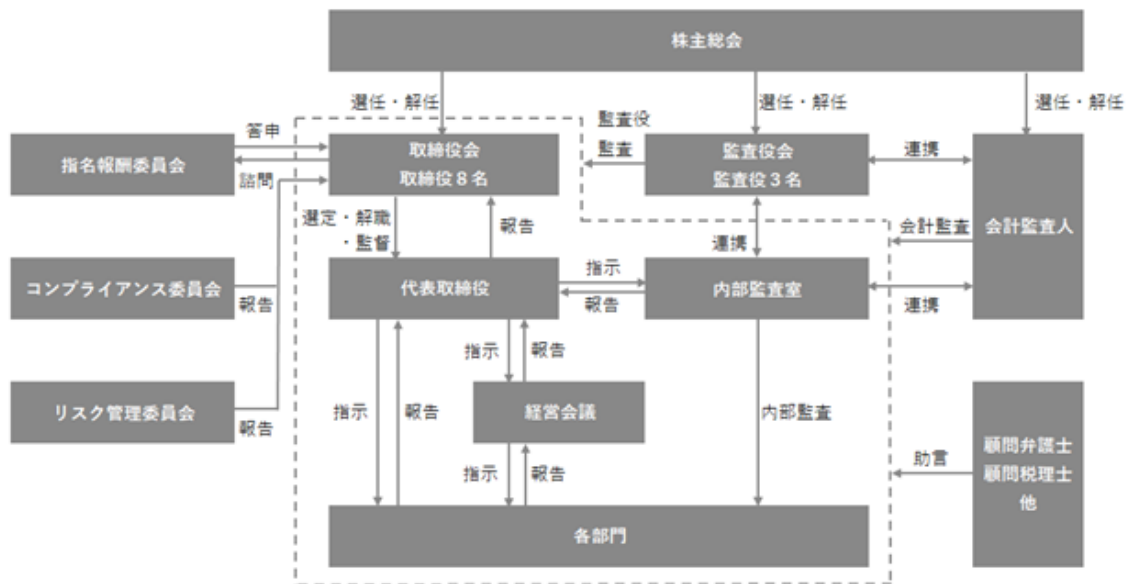 株主総会
選任・解任
選任・解任
選任・解任
監査役
監査
答申
指名報酬委員会
諮問
取締役会
取締役８名
監査役会
監査役３名
連携
会計監査人
選定・解職
・監督
報告
連携
会計監査
コンプライアンス委員会
報告
代表取締役
指示
報告
内部監査室
連携
指示
報告
リスク管理委員会
報告
指示
報告
経営会議
内部監査
指示
報告
助言
顧問弁護士
顧問税理士
他
各部門